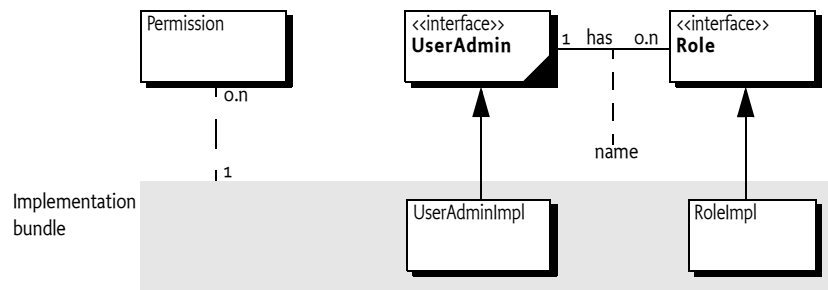 Permission
<<interface>>
UserAdmin
1 has 0.n
<<interface>>
Role
0.n
name
1
Implementation
bundle
UserAdminImpl
RoleImpl